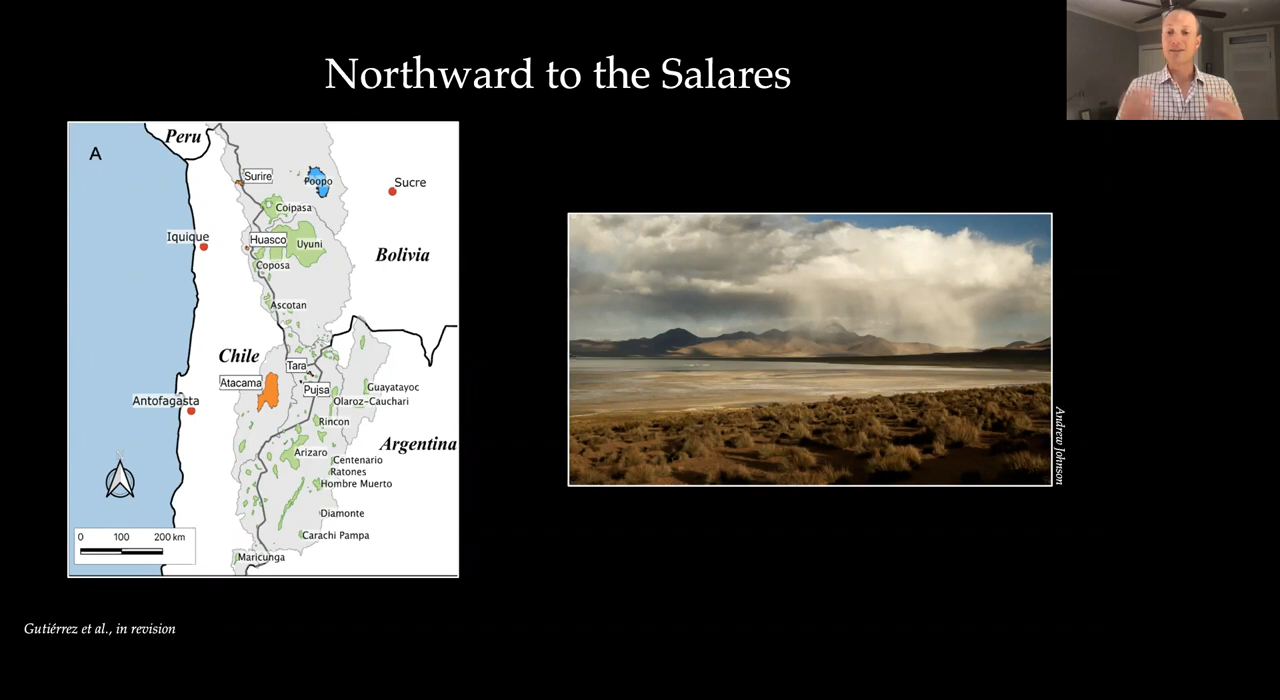 Northward to the Salares
A
Peru
Surire
Poopo
Sucre
Coipasa
Iquique
Huasco
Uyuni
Bolivia
Coposa
Ascotan
Chile
Tara
Atacama
Pujsa
Guayatayoc
Antofagasta
Olaroz-Cauchari
Rincon
Argentina
Arizaro
Centenario
Ratones
Hombre Muerto
N
Diamonte
0 100 200 km
Carachi Pampa
Maricunga
Andrew Johnson
Gutiérrez et al., in revision